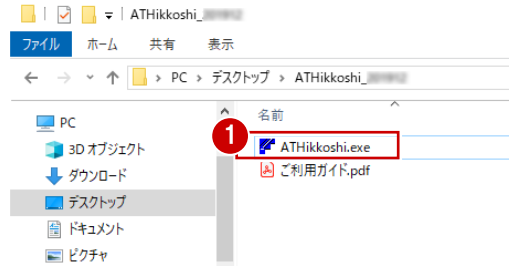 ATHikkoshi_
ファイル ホーム 共有 表示
PC デスクトップ ATHikkoshi_
PC
3D オブジェクト
ダウンロード
デスクトップ
ドキュメント
ピクチャ
名前
1
ATHikkoshi.exe
ご利用ガイド.pdf